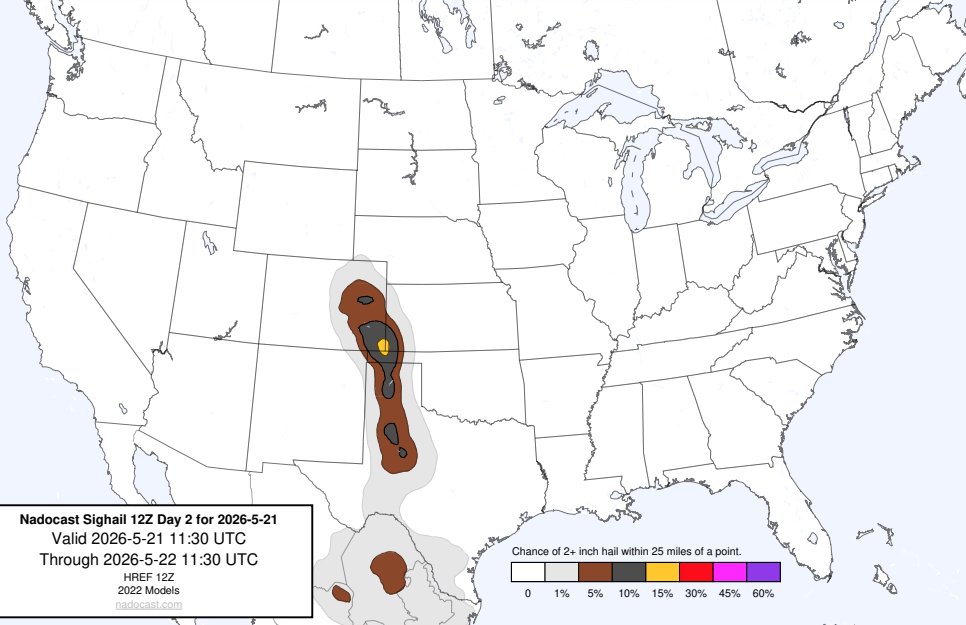 Nadocast Sighail 12Z Day 2 for 2026-5-21
Valid 2026-5-21 11:30 UTC
Through 2026-5-22 11:30 UTC
HREF 12Z
2022 Models
nadocast.com
Chance of 2+ inch hail within 25 miles of a point.
0 1% 5% 10% 15% 30% 45% 60%